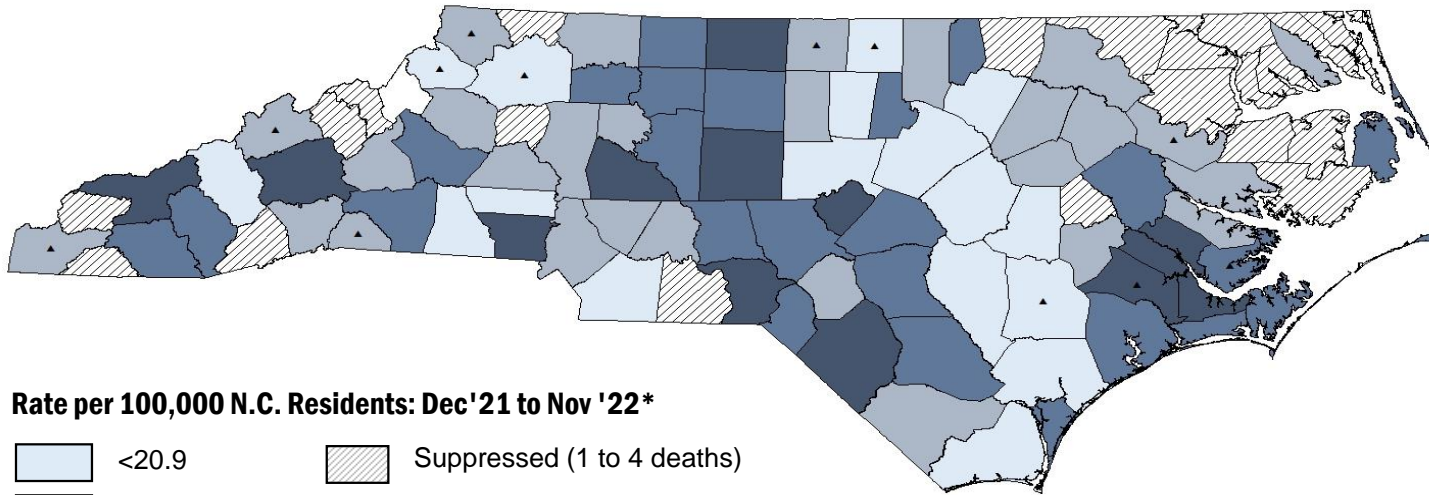 Rate per 100,000 N.C. Residents: Dec'21 to Nov '22*
<20.9
Suppressed (1 to 4 deaths)